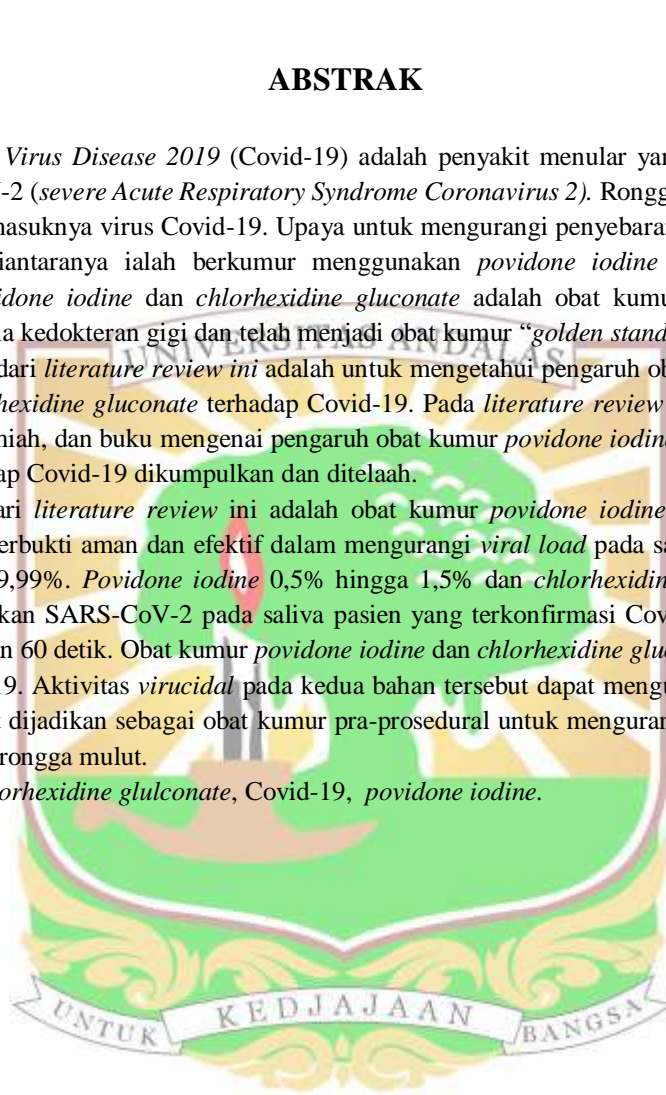 ABSTRAK
Virus Disease 2019 (Covid-19) adalah penyakit menular yan
-2 (severe Acute Respiratory Syndrome Coronavirus 2). Rongg
masuknya virus Covid-19. Upaya untuk mengurangi penyebaran
iantaranya ialah berkumur menggunakan povidone iodine
idone iodine dan chlorhexidine gluconate adalah obat kumu
ia kedokteran gigi dan telah menjadi obat kumur “golden stand
dari literature review ini adalah untuk mengetahui pengaruh ob
hexidine gluconate terhadap Covid-19. Pada literature review
niah, dan buku mengenai pengaruh obat kumur povidone iodine
ap Covid-19 dikumpulkan dan ditelaah.
ari literature review ini adalah obat kumur povidone iodine
erbukti aman dan efektif dalam mengurangi viral load pada sa
9,99%. Povidone iodine 0,5% hingga 1,5% dan chlorhexidin
kan SARS-CoV-2 pada saliva pasien yang terkonfirmasi Cov
n 60 detik. Obat kumur povidone iodine dan chlorhexidine glu
19. Aktivitas virucidal pada kedua bahan tersebut dapat mengu
t dijadikan sebagai obat kumur pra-prosedural untuk menguran
rongga mulut.
orhexidine glulconate, Covid-19, povidone iodine.
UNIVERSITAS ANDALAS
UNTUK KEDJAJAAN BANGSA